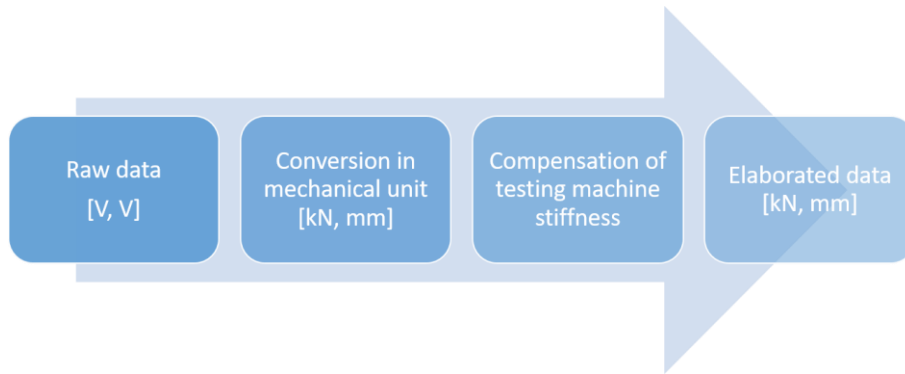 Raw data
[V, V]
Conversion in
mechanical unit
[kN, mm]
Compensation of
testing machine
stiffness
Elaborated data
[kN, mm]